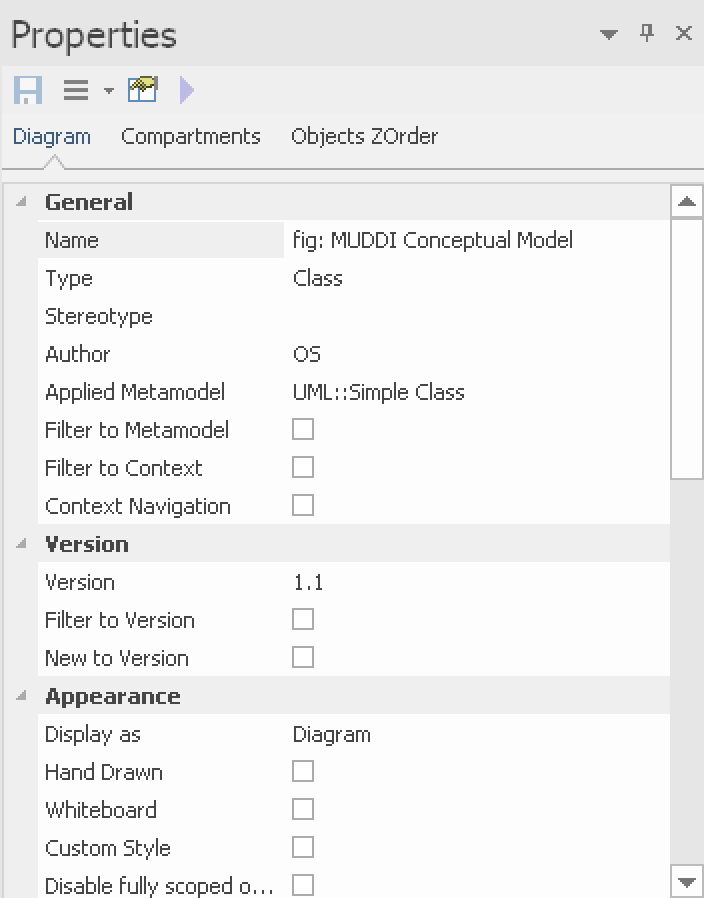 Properties
Diagram Compartments Objects ZOrder
General
Name fig: MUDDI Conceptual Model
Type Class
Stereotype
Author OS
Applied Metamodel UML::Simple Class
Filter to Metamodel
Filter to Context
Context Navigation
Version
Version 1.1
Filter to Version
New to Version
Appearance
Display as Diagram
Hand Drawn
Whiteboard
Custom Style
Disable fully scoped o...